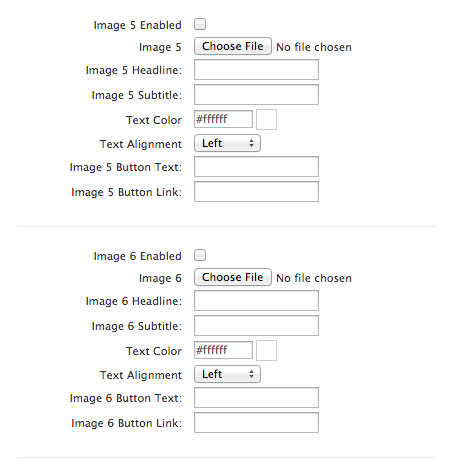 Image 5 Enabled
Image 5 Choose File No file chosen
Image 5 Headline:
Image 5 Subtitle:
Text Color #ffffff
Text Alignment Left
Image 5 Button Text:
Image 5 Button Link:
Image 6 Enabled
Image 6 Choose File No file chosen
Image 6 Headline:
Image 6 Subtitle:
Text Color #ffffff
Text Alignment Left
Image 6 Button Text:
Image 6 Button Link: